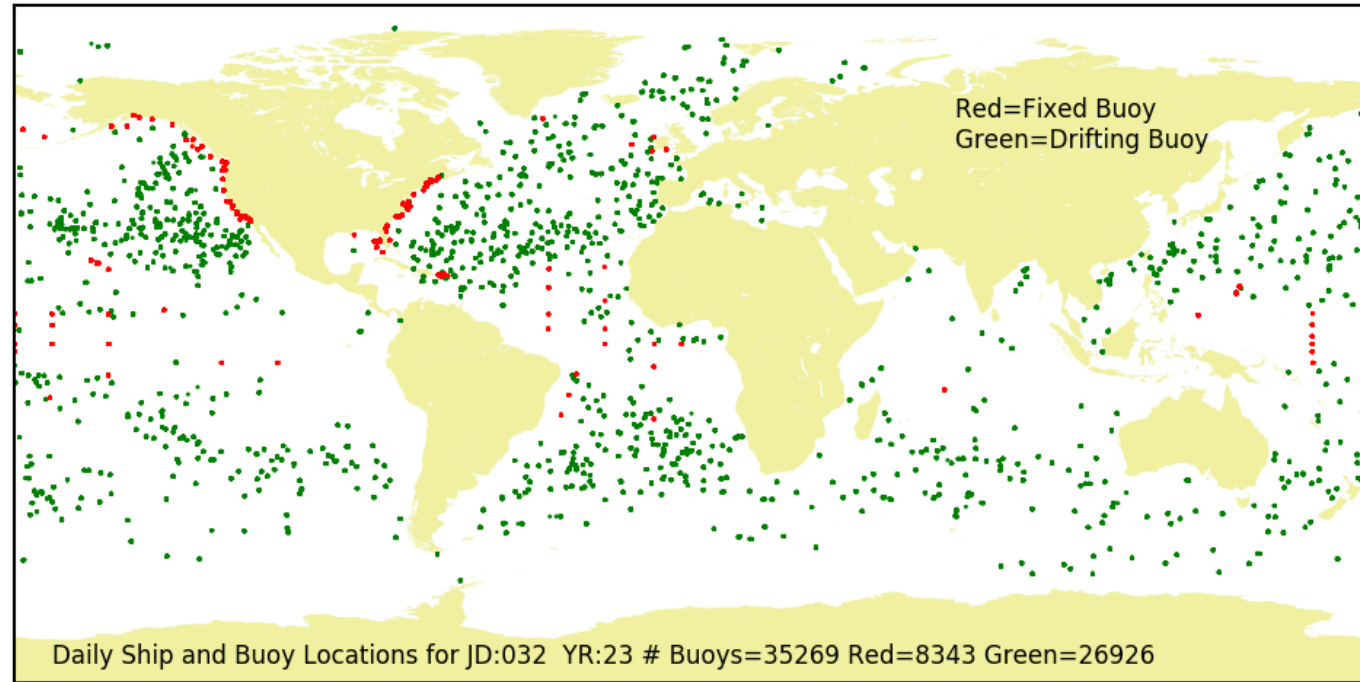 Red=Fixed Buoy
Green=Drifting Buoy
Daily Ship and Buoy Locations for JD:032  YR:23 # Buoys=35269 Red=8343 Green=26926